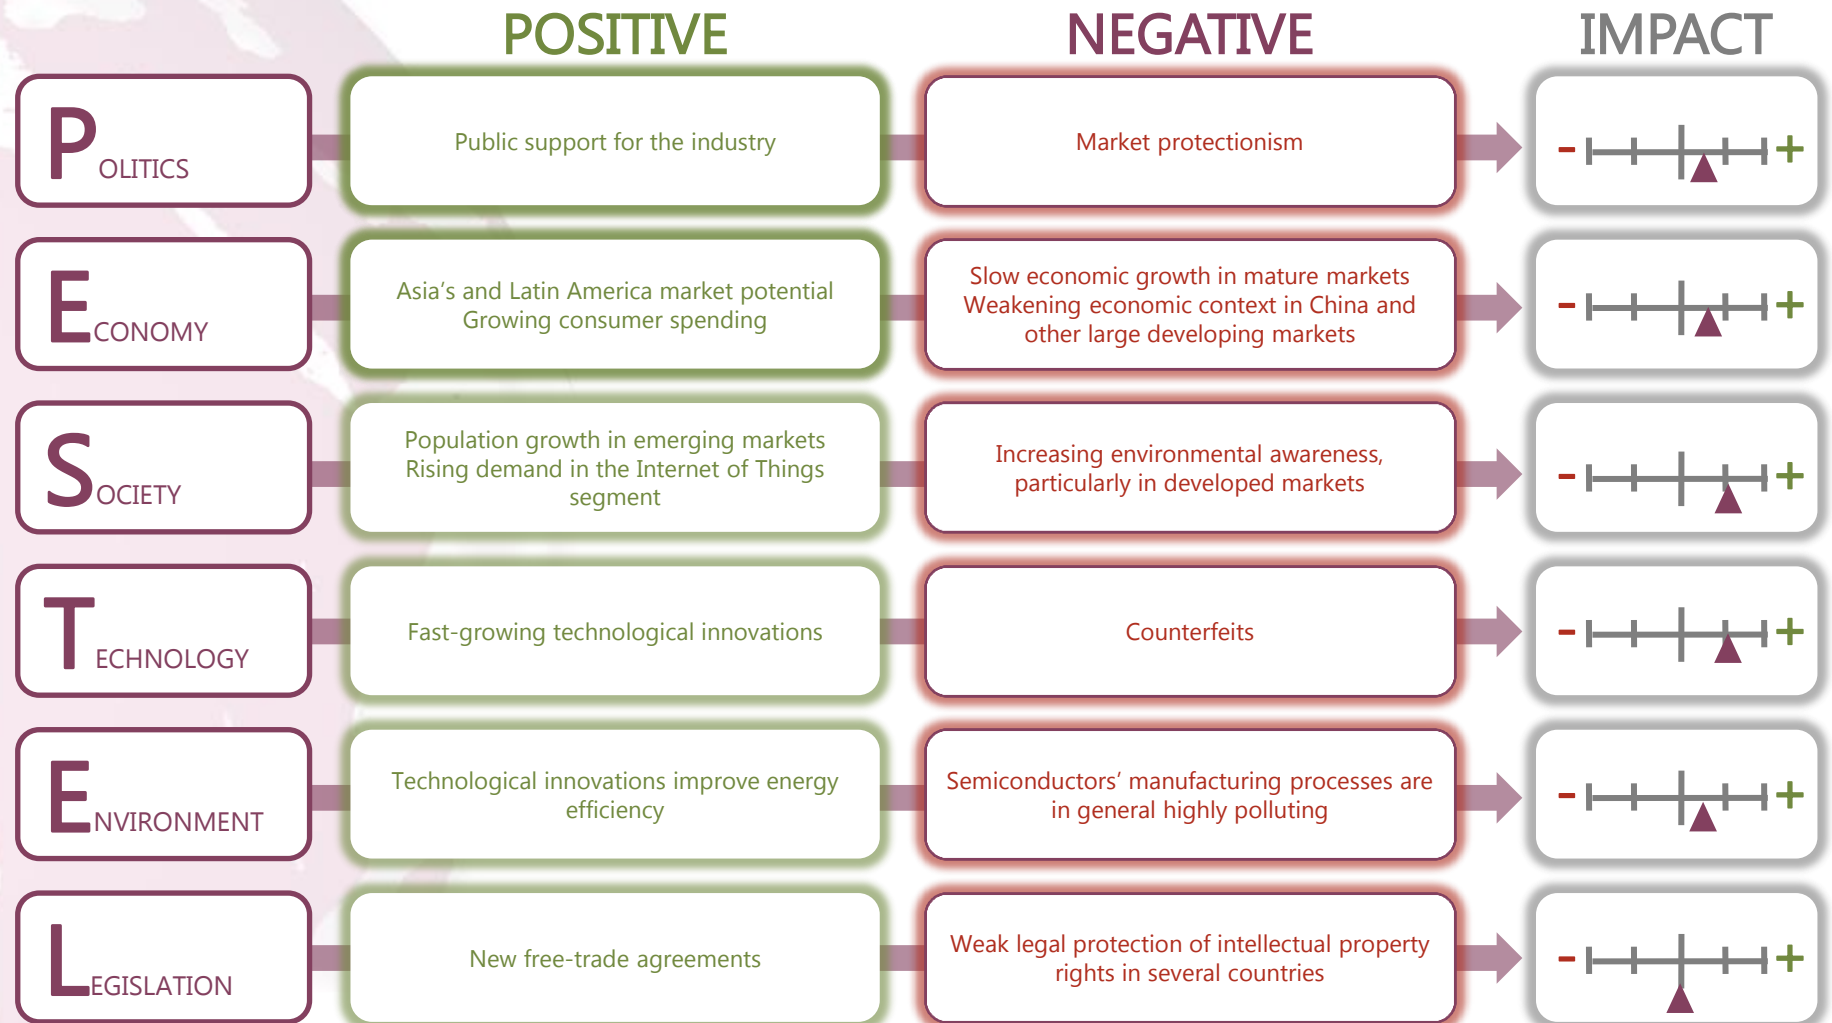 POSITIVE NEGATIVE IMPACT
POLITICS
Public support for the industry
Market protectionism
- +
ECONOMY
Asia's and Latin America market potential
Growing consumer spending
Slow economic growth in mature markets
Weakening economic context in China and
other large developing markets
- +
SOCIETY
Population growth in emerging markets
Rising demand in the Internet of Things
segment
Increasing environmental awareness,
particularly in developed markets
- +
TECHNOLOGY
Fast-growing technological innovations
Counterfeits
- +
ENVIRONMENT
Technological innovations improve energy
efficiency
Semiconductors' manufacturing processes are
in general highly polluting
- +
LEGISLATION
New free-trade agreements
Weak legal protection of intellectual property
rights in several countries
- +